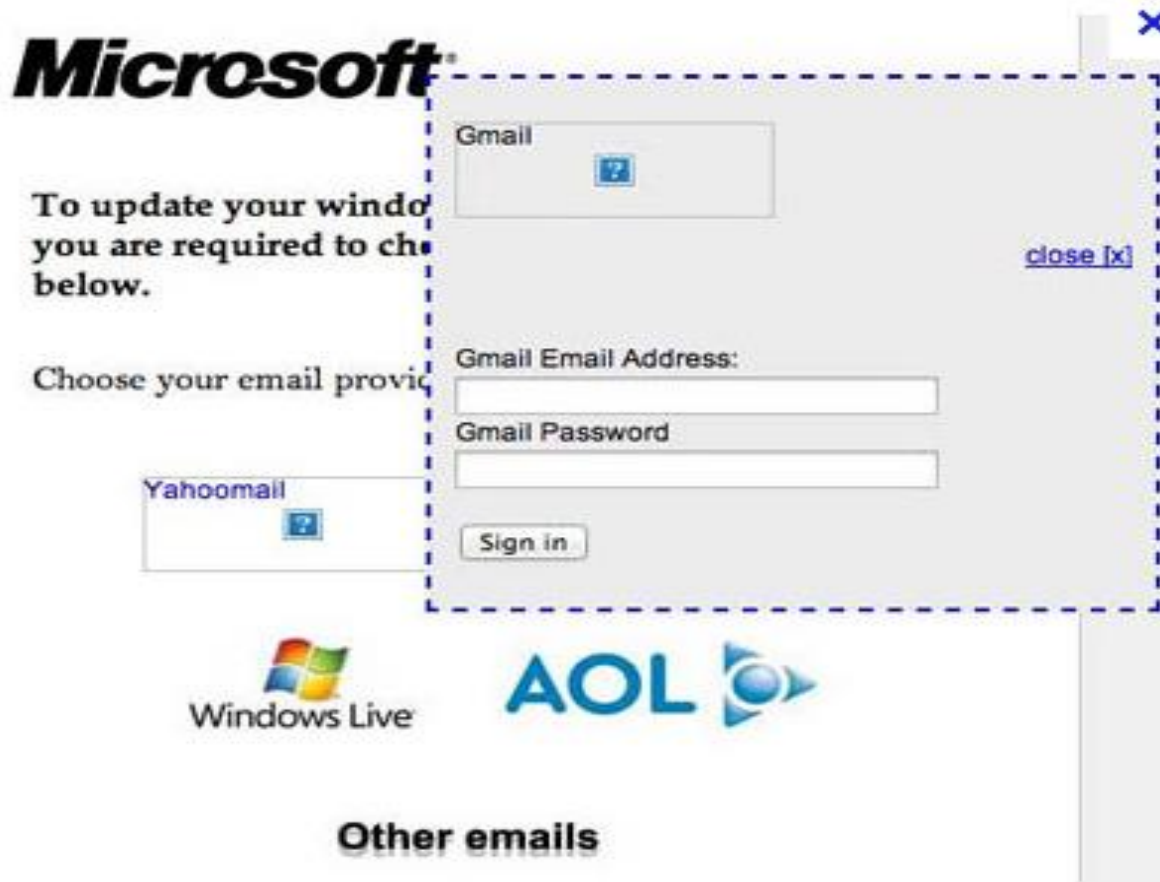 Microsoft
To update your windo
you are required to ch
below.
Choose your email provi
Yahoomail
Gmail
close [x]
Gmail Email Address:
Gmail Password
Sign in
Windows Live
AOL
Other emails